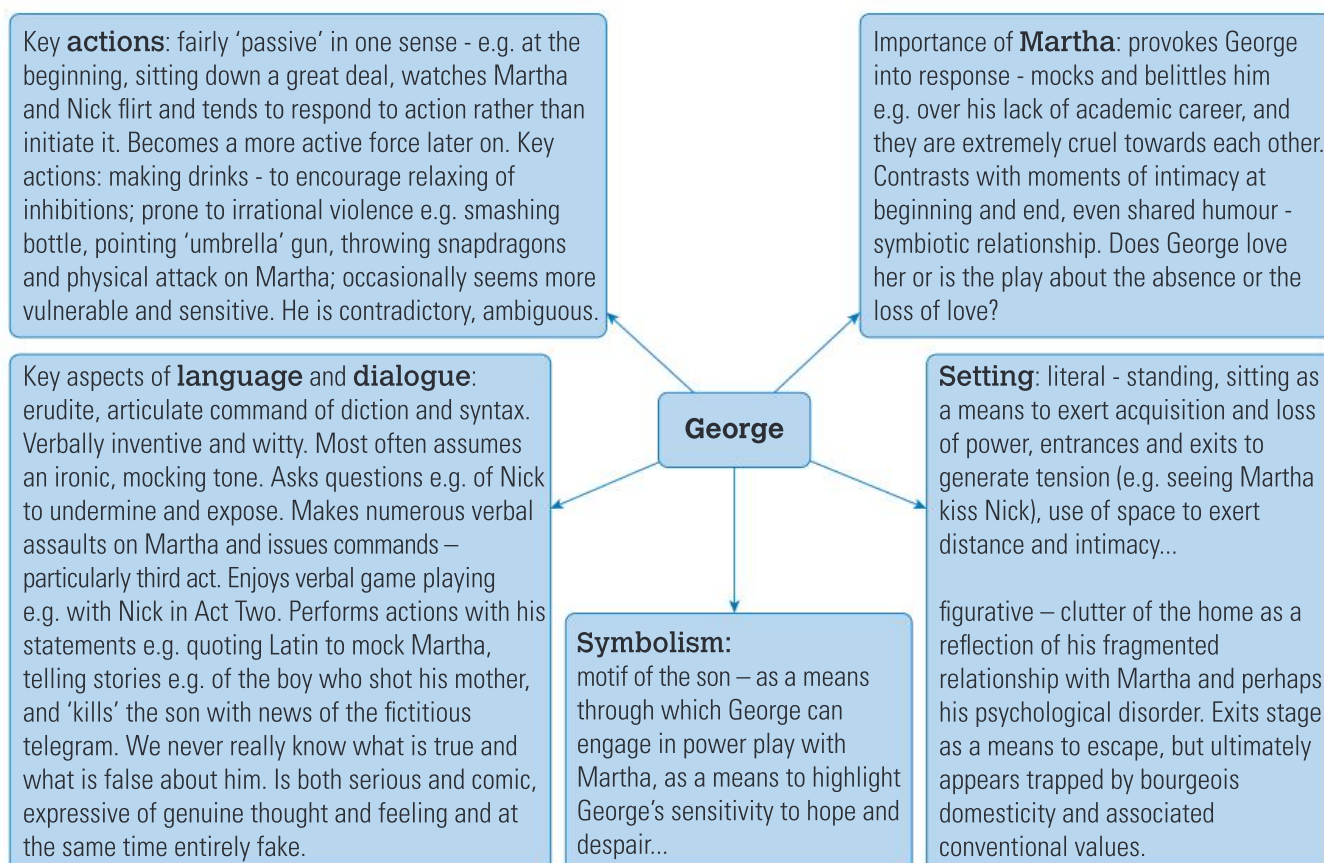 Key actions: fairly ‘passive’ in one sense - e.g. at the
beginning, sitting down a great deal, watches Martha
and Nick flirt and tends to respond to action rather than
initiate it. Becomes a more active force later on. Key
actions: making drinks - to encourage relaxing of
inhibitions; prone to irrational violence e.g. smashing
bottle, pointing ‘umbrella’ gun, throwing snapdragons
and physical attack on Martha; occasionally seems more
vulnerable and sensitive. He is contradictory, ambiguous.
Importance of Martha: provokes George
into response - mocks and belittles him
e.g. over his lack of academic career, and
they are extremely cruel towards each other.
Contrasts with moments of intimacy at
beginning and end, even shared humour -
symbiotic relationship. Does George love
her or is the play about the absence or the
loss of love?
George
Key aspects of language and dialogue:
erudite, articulate command of diction and syntax.
Verbally inventive and witty. Most often assumes
an ironic, mocking tone. Asks questions e.g. of Nick
to undermine and expose. Makes numerous verbal
assaults on Martha and issues commands –
particularly third act. Enjoys verbal game playing
e.g. with Nick in Act Two. Performs actions with his
statements e.g. quoting Latin to mock Martha,
telling stories e.g. of the boy who shot his mother,
and ‘kills’ the son with news of the fictitious
telegram. We never really know what is true and
what is false about him. Is both serious and comic,
expressive of genuine thought and feeling and at
the same time entirely fake.
Symbolism:
motif of the son – as a means
through which George can
engage in power play with
Martha, as a means to highlight
George’s sensitivity to hope and
despair...
Setting: literal - standing, sitting as
a means to exert acquisition and loss
of power, entrances and exits to
generate tension (e.g. seeing Martha
kiss Nick), use of space to exert
distance and intimacy...
figurative – clutter of the home as a
reflection of his fragmented
relationship with Martha and perhaps
his psychological disorder. Exits stage
as a means to escape, but ultimately
appears trapped by bourgeois
domesticity and associated
conventional values.